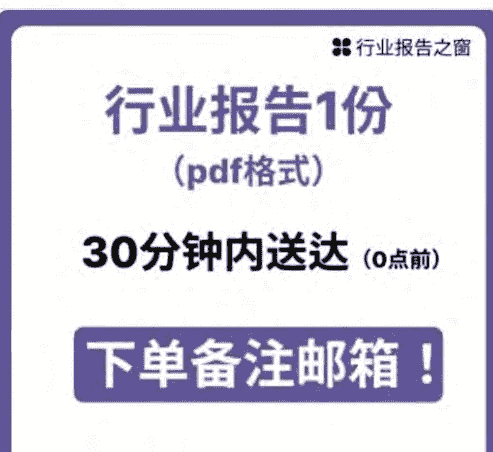 行业报告之窗
行业报告1份
（pdf格式）
30分钟内送达（0点前）
下单备注邮箱！